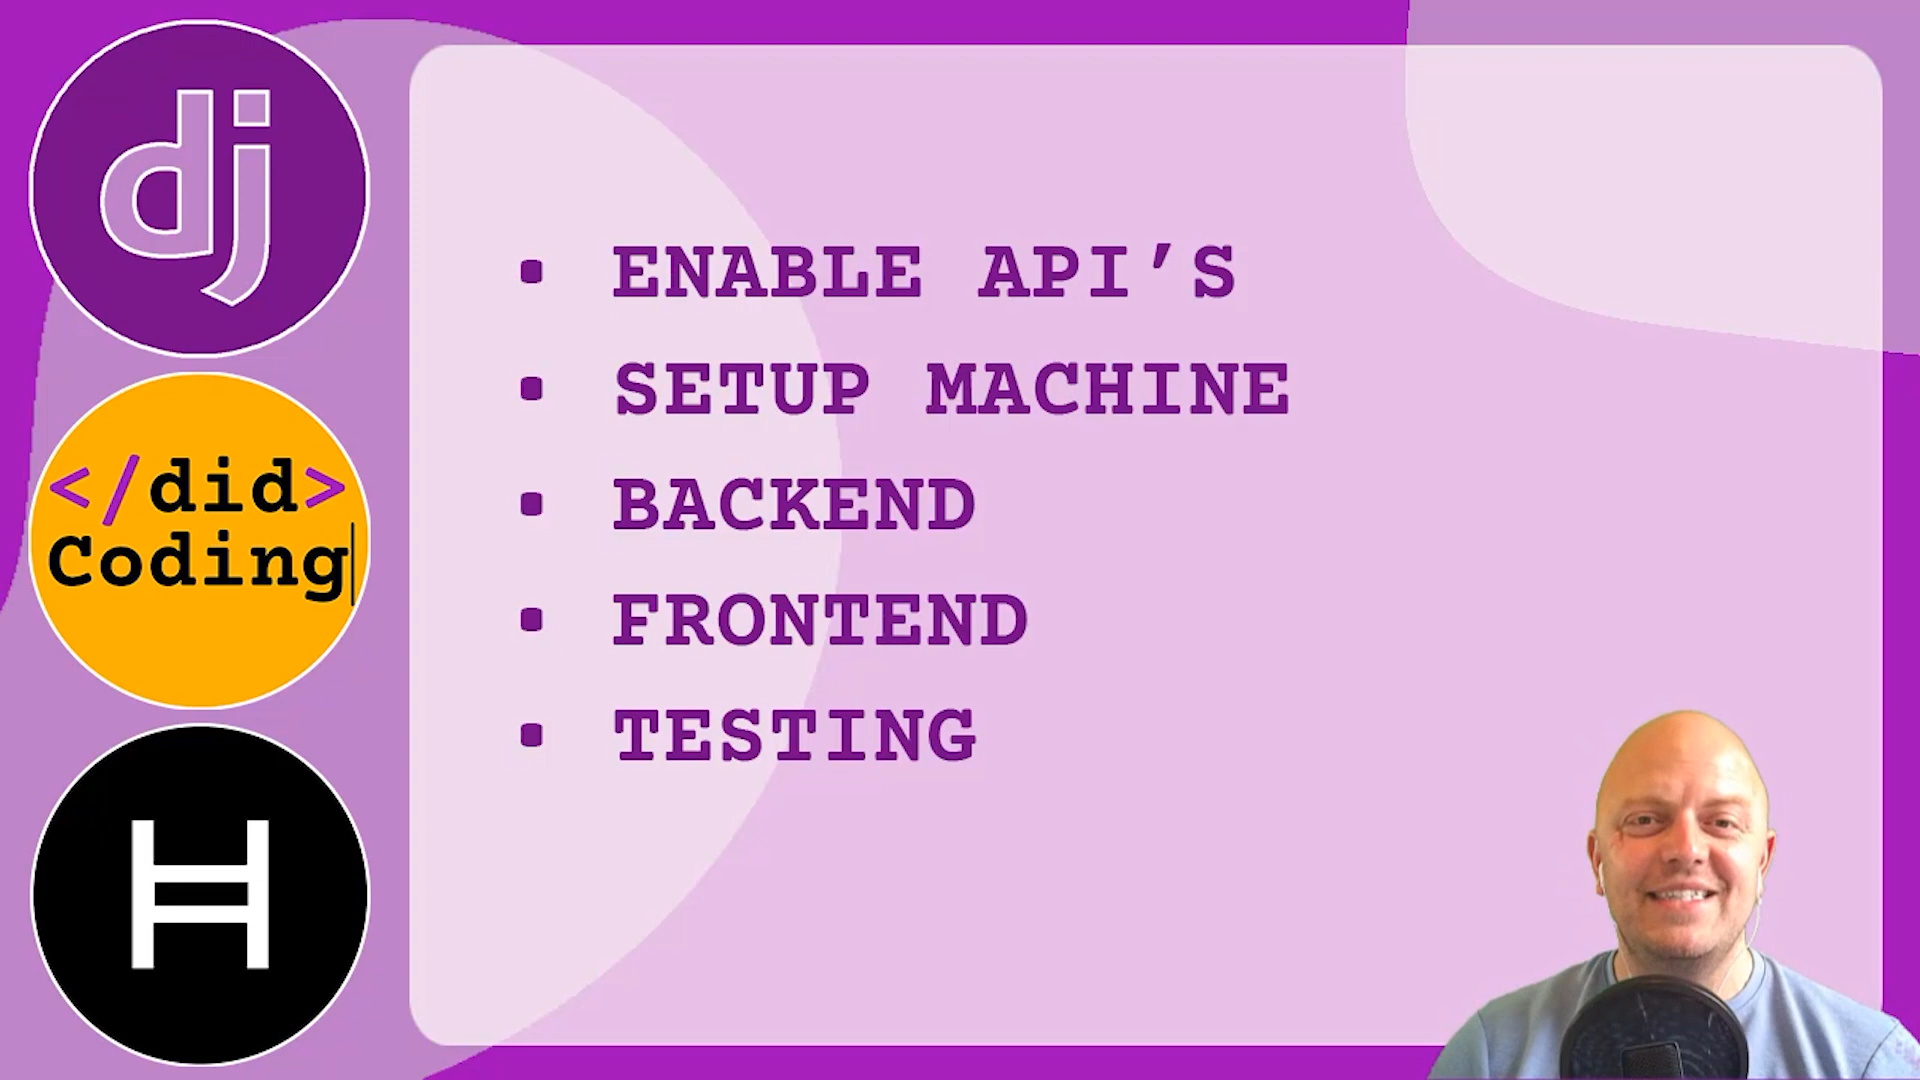 dj
</did>
Coding
H
• ENABLE API’S
• SETUP MACHINE
• BACKEND
• FRONTEND
• TESTING